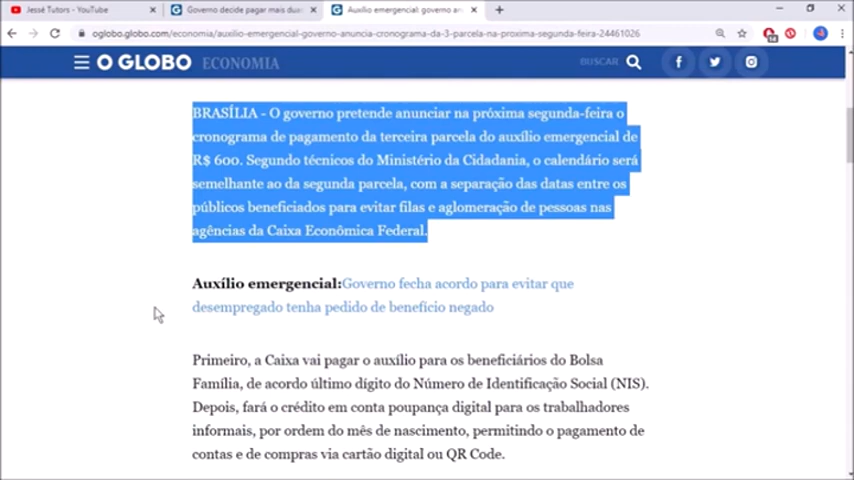 Jessé Tutors - YouTube
Governo decide pagar mais dua
Auxílio emergencial: governo an
oglobo.globo.com/economia/auxilio-emergencial-governo-anuncia-cronograma-da-3-parcela-na-proxima-segunda-feira-24461026
O GLOBO ECONOMIA
BUSCAR
BRASÍLIA - O governo pretende anunciar na próxima segunda-feira o
cronograma de pagamento da terceira parcela do auxílio emergencial de
R$ 600. Segundo técnicos do Ministério da Cidadania, o calendário será
semelhante ao da segunda parcela, com a separação das datas entre os
públicos beneficiados para evitar filas e aglomeração de pessoas nas
agências da Caixa Econômica Federal.
Auxílio emergencial:Governo fecha acordo para evitar que
desempregado tenha pedido de benefício negado
Primeiro, a Caixa vai pagar o auxílio para os beneficiários do Bolsa
Família, de acordo último dígito do Número de Identificação Social (NIS).
Depois, fará o crédito em conta poupança digital para os trabalhadores
informais, por ordem do mês de nascimento, permitindo o pagamento de
contas e de compras via cartão digital ou QR Code.